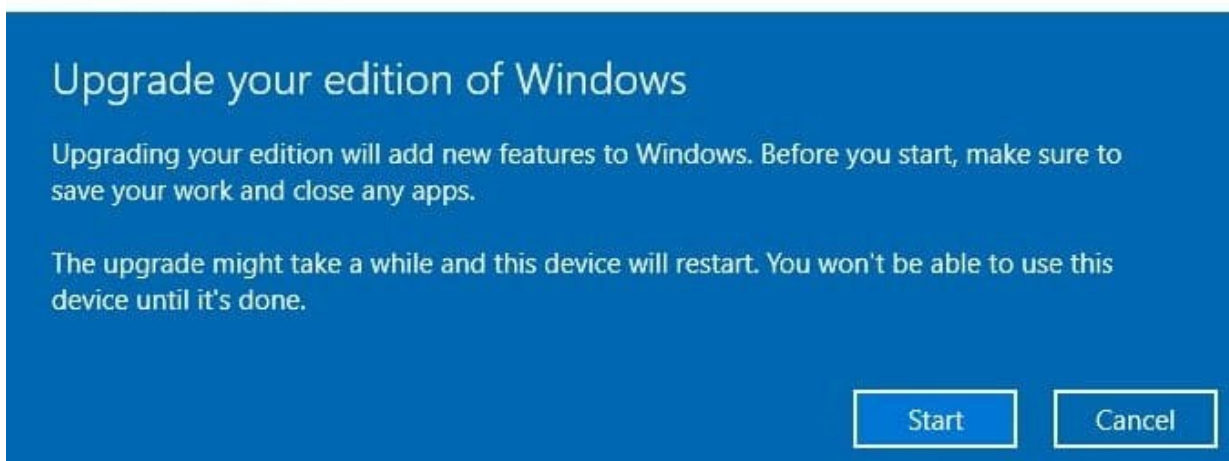 Upgrade your edition of Windows
Upgrading your edition will add new features to Windows. Before you start, make sure to
save your work and close any apps.
The upgrade might take a while and this device will restart. You won't be able to use this
device until it's done.
Start
Cancel